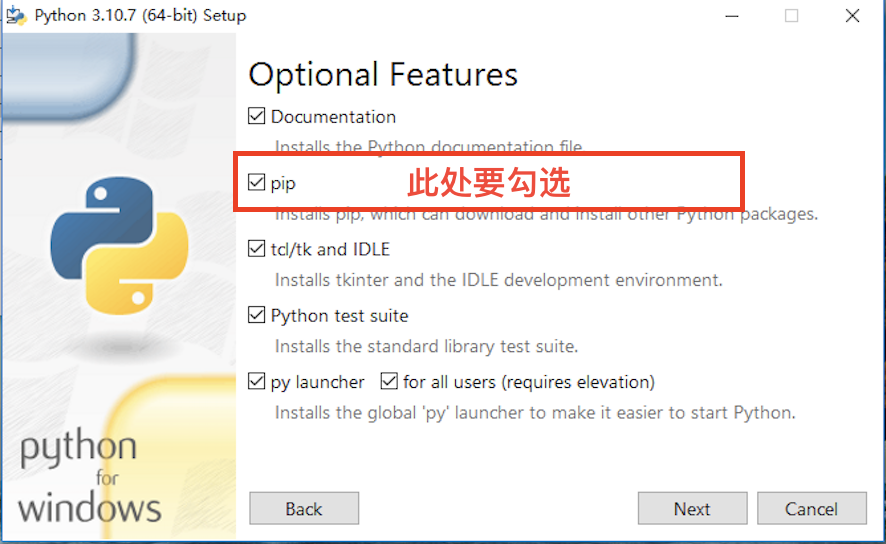 Python 3.10.7 (64-bit) Setup
Optional Features
Documentation
Installs the Python documentation file.
pip
此处要勾选
Installs pip, which can download and install other Python packages.
tcl/tk and IDLE
Installs tkinter and the IDLE development environment.
Python test suite
Installs the standard library test suite.
py launcher for all users (requires elevation)
Installs the global 'py' launcher to make it easier to start Python.
python
for
windows
Back Next Cancel